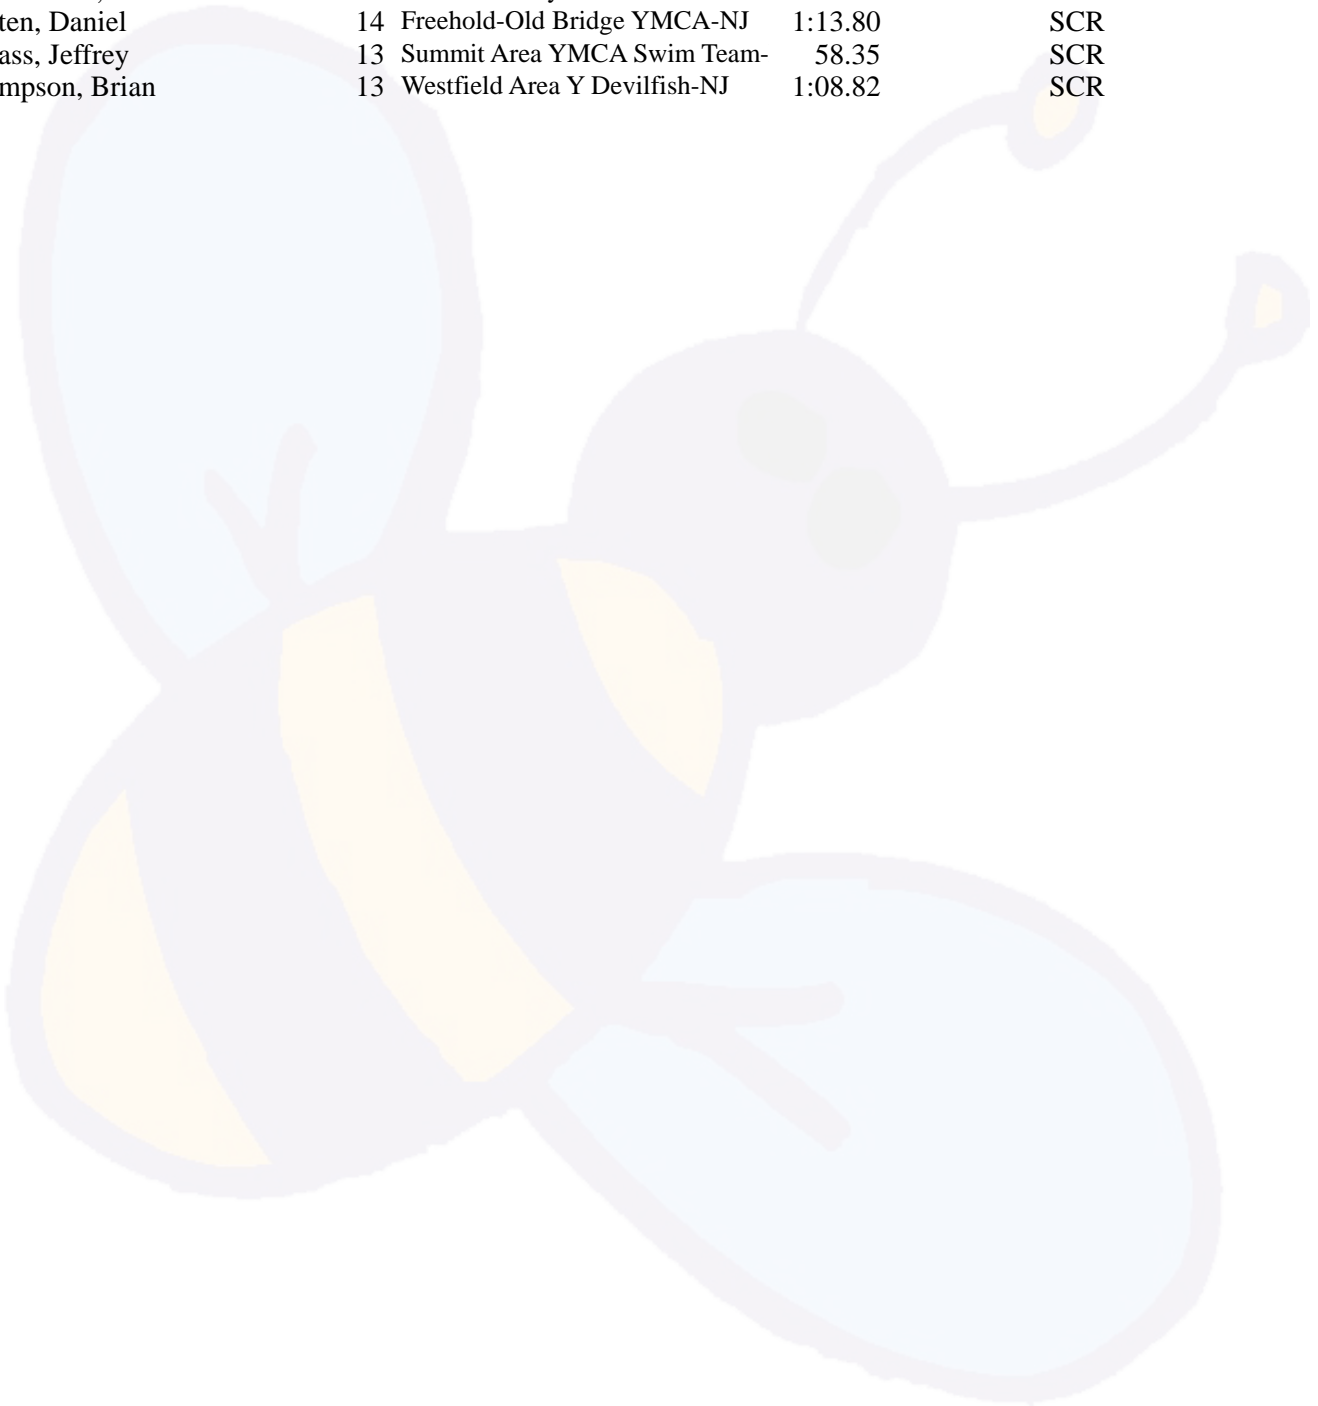 ten, Daniel 14 Freehold-Old Bridge YMCA-NJ 1:13.80 SCR
ass, Jeffrey 13 Summit Area YMCA Swim Team- 58.35 SCR
mpson, Brian 13 Westfield Area Y Devilfish-NJ 1:08.82 SCR